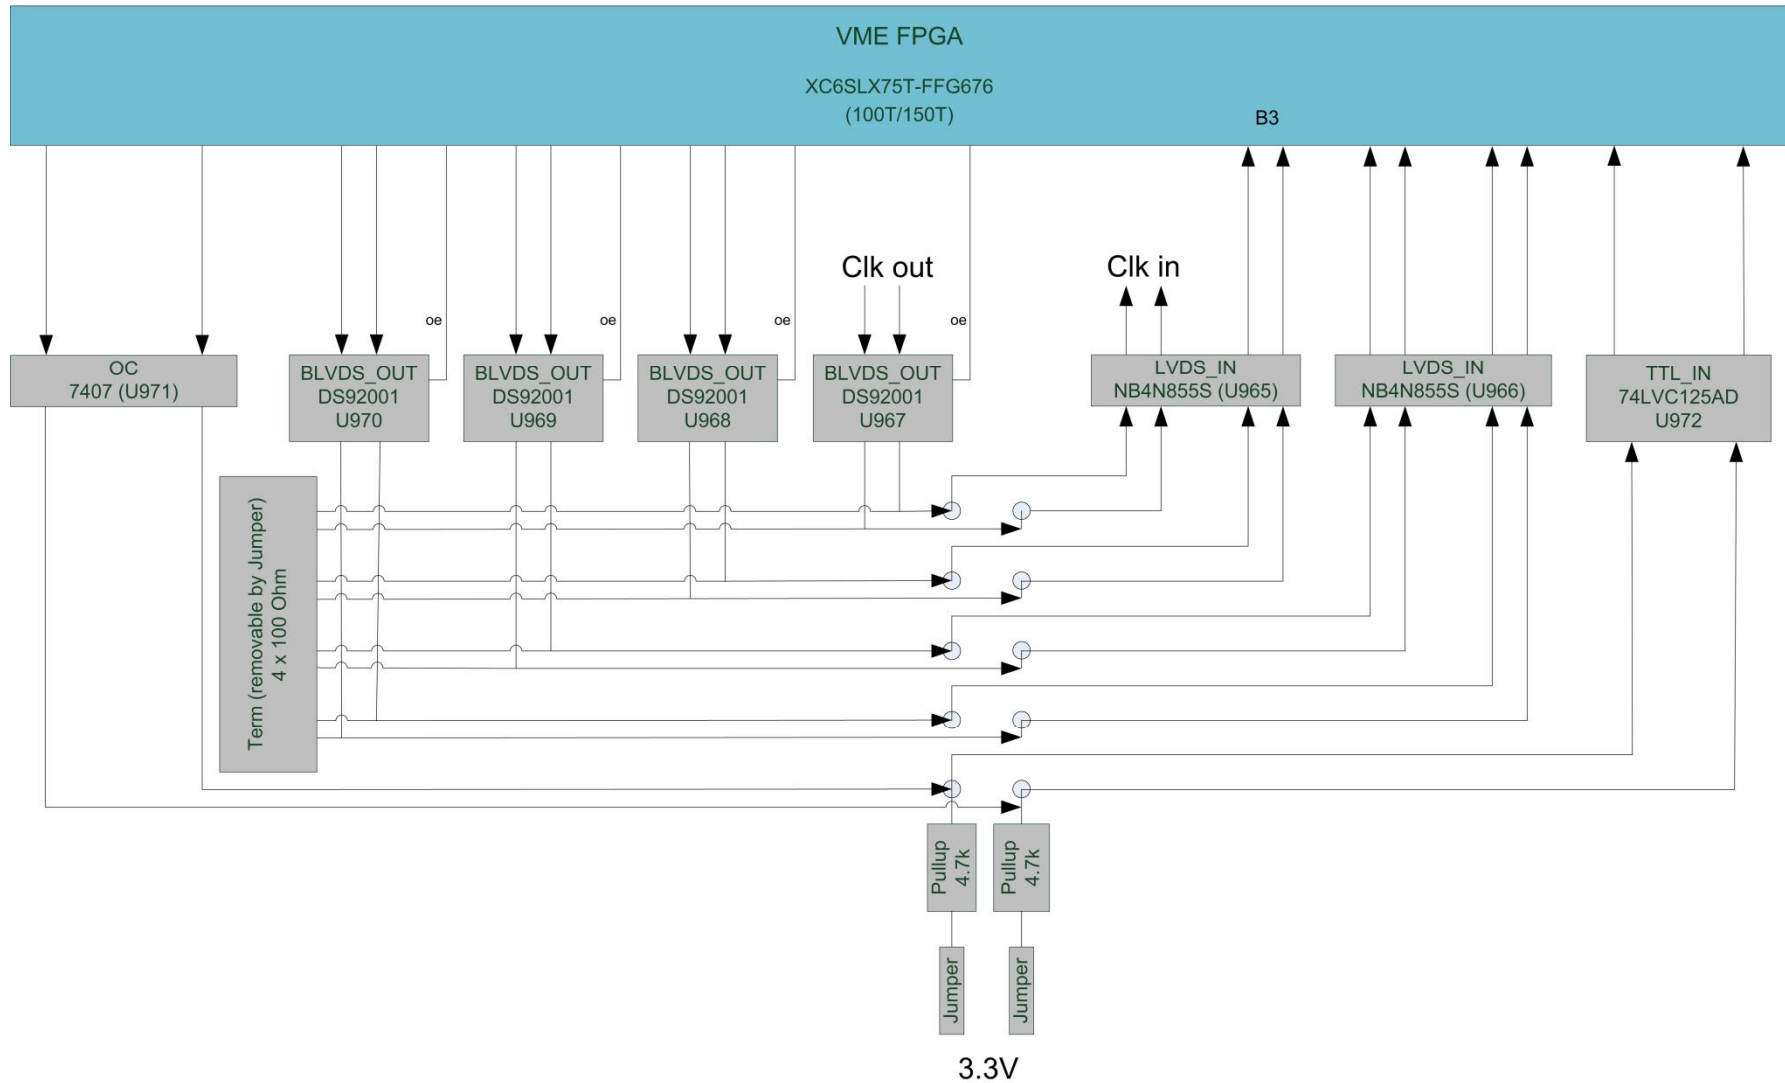 VME FPGA
XC6SLX75T-FFG676
(100T/150T)
B3
Clk out
Clk in
oe
oe
oe
oe
OC
7407 (U971)
BLVDS_OUT
DS92001
U970
BLVDS_OUT
DS92001
U969
BLVDS_OUT
DS92001
U968
BLVDS_OUT
DS92001
U967
LVDS_IN
NB4N855S (U965)
LVDS_IN
NB4N855S (U966)
TTL_IN
74LVC125AD
U972
Term (removable by Jumper)
4 x 100 Ohm
Pullup
4.7k
Pullup
4.7k
Jumper
Jumper
3.3V